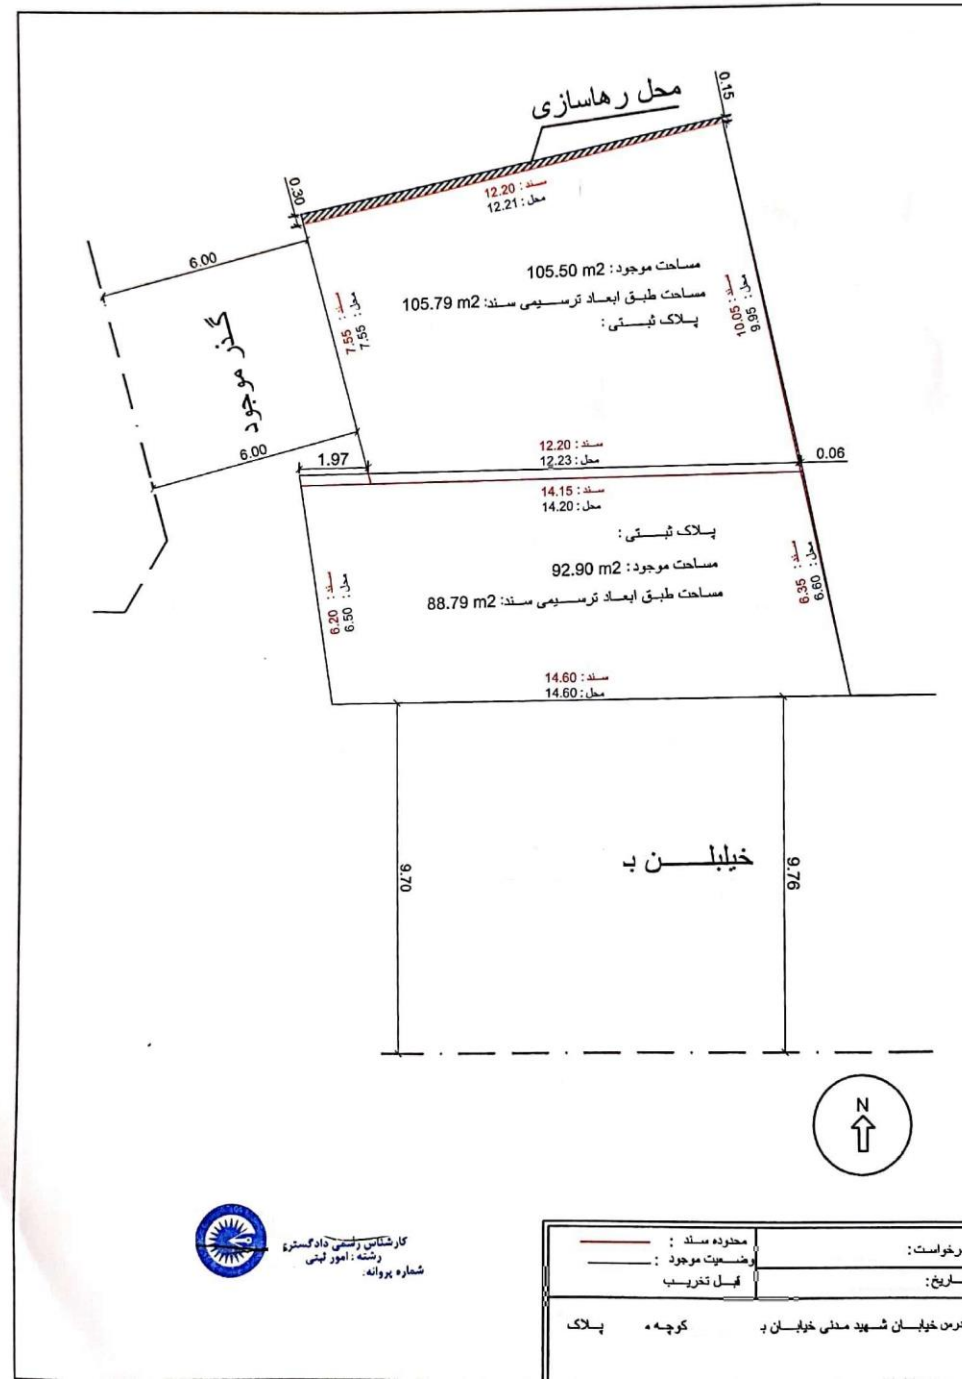 محل رهاسازی
0.15
0.30
سند : 12.20
محل : 12.21
6.00
مساحت موجود : 105.50 m2
مساحت طبق ابعاد ترسیمی سند: 105.79 m2
پلاک ثبتی :
سند : 7.55
محل : 7.55
سند : 10.05
محل : 9.95
گذر موجود
6.00
1.97
سند : 12.20
محل : 12.23
0.06
سند : 14.15
محل : 14.20
پلاک ثبتی :
مساحت موجود : 92.90 m2
مساحت طبق ابعاد ترسیمی سند: 88.79 m2
سند : 6.20
محل : 6.50
سند : 6.35
محل : 6.60
سند : 14.60
محل : 14.60
خیابلن بـ
9.70
9.76
N
کارشناس رسمی دادگستری
رشته : امور ثبتی
شماره پروانه:
محدوده سند :
وضعیت موجود :
قبل تخریب
رخواست:
اریخ:
درس خیابان شهید مدنی خیابان بـ کوچه م پلاک